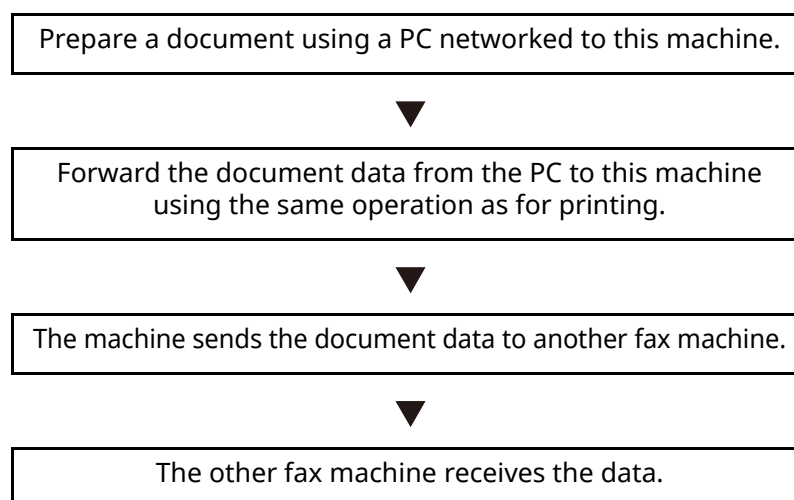 Prepare a document using a PC networked to this machine.
Forward the document data from the PC to this machine
using the same operation as for printing.
The machine sends the document data to another fax machine.
The other fax machine receives the data.